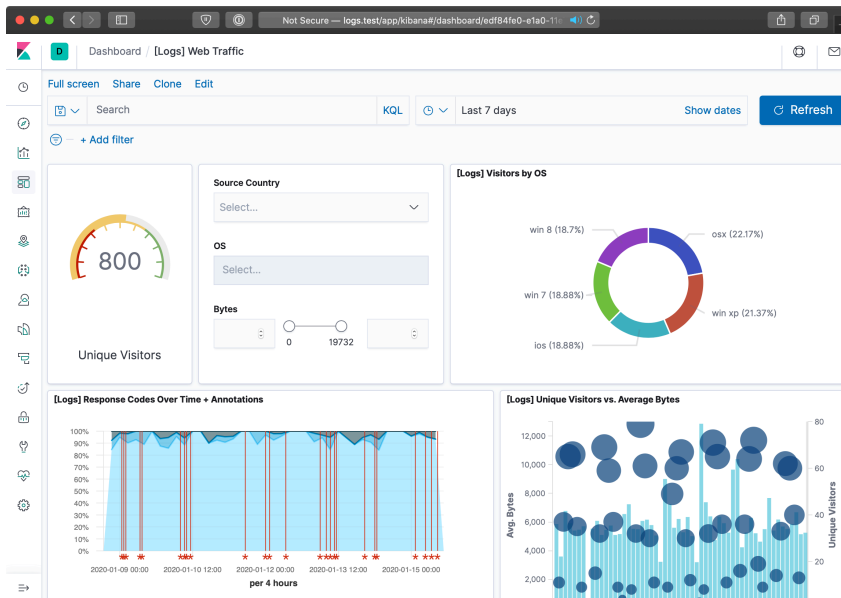 Not Secure — logs.test/app/kibana#/dashboard/edf84fe0-e1a0-11e
D Dashboard / [Logs] Web Traffic
Full screen Share Clone Edit
Search KQL Last 7 days Show dates Refresh
+ Add filter
800
Unique Visitors
Source Country
Select...
OS
Select...
Bytes
0 19732
[Logs] Visitors by OS
win 8 (18.7%)
osx (22.17%)
win 7 (18.88%)
win xp (21.37%)
ios (18.88%)
[Logs] Response Codes Over Time + Annotations
100%
90%
80%
70%
60%
50%
40%
30%
20%
10%
0%
2020-01-09 00:00 2020-01-10 12:00 2020-01-12 00:00 2020-01-13 12:00 2020-01-15 00:00
per 4 hours
[Logs] Unique Visitors vs. Average Bytes
Avg. Bytes
12,000
10,000
8,000
6,000
4,000
2,000
80
60
40
20
Unique Visitors